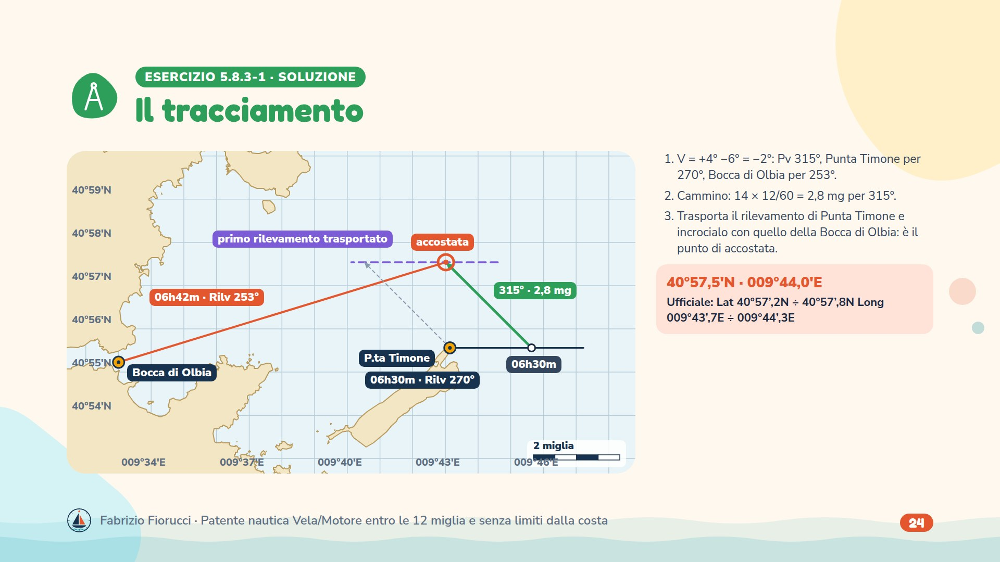 ESERCIZIO 5.8.3-1 · SOLUZIONE
Il tracciamento
40°59'N
40°58'N
40°57'N
40°56'N
40°55'N
40°54'N
primo rilevamento trasportato
accostata
315° · 2,8 mg
06h42m · Rilv 253°
P.ta Timone
06h30m
Bocca di Olbia
06h30m · Rilv 270°
2 miglia
009°34'E
009°37'E
009°40'E
009°43'E
009°46'E
1. V = +4° −6° = −2°: Pv 315°, Punta Timone per
270°, Bocca di Olbia per 253°.
2. Cammino: 14 × 12/60 = 2,8 mg per 315°.
3. Trasporta il rilevamento di Punta Timone e
incrocialo con quello della Bocca di Olbia: è il
punto di accostata.
40°57,5'N · 009°44,0'E
Ufficiale: Lat 40°57’,2N ÷ 40°57’,8N Long
009°43’,7E ÷ 009°44’,3E
Fabrizio Fiorucci · Patente nautica Vela/Motore entro le 12 miglia e senza limiti dalla costa
24